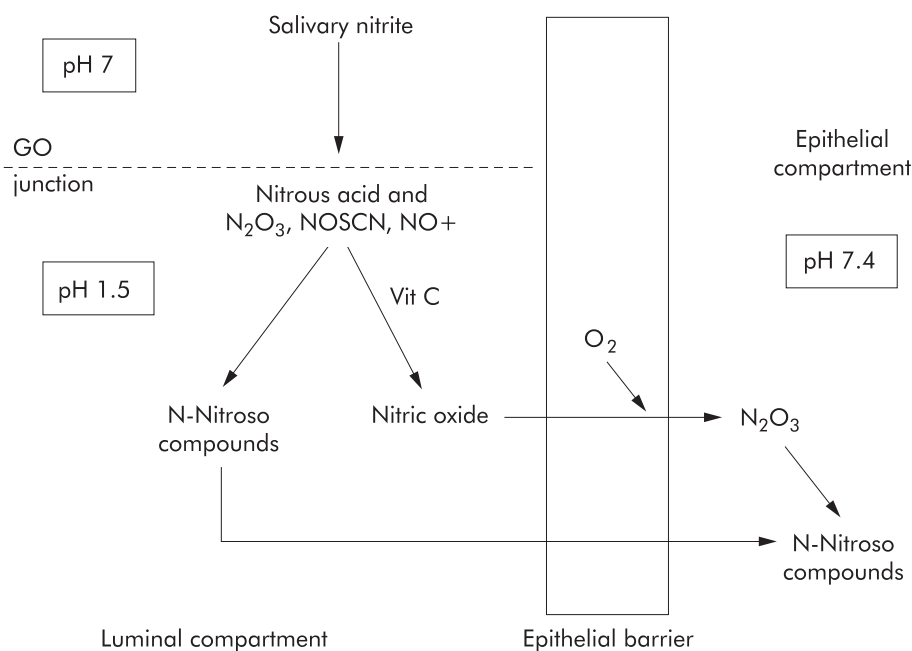 Salivary nitrite
pH 7
GO
junction
Epithelial
compartment
Nitrous acid and
N₂O₃, NOSCN, NO+
pH 7.4
pH 1.5
Vit C
O₂
N-Nitroso
compounds
Nitric oxide
N₂O₃
N-Nitroso
compounds
Luminal compartment
Epithelial barrier